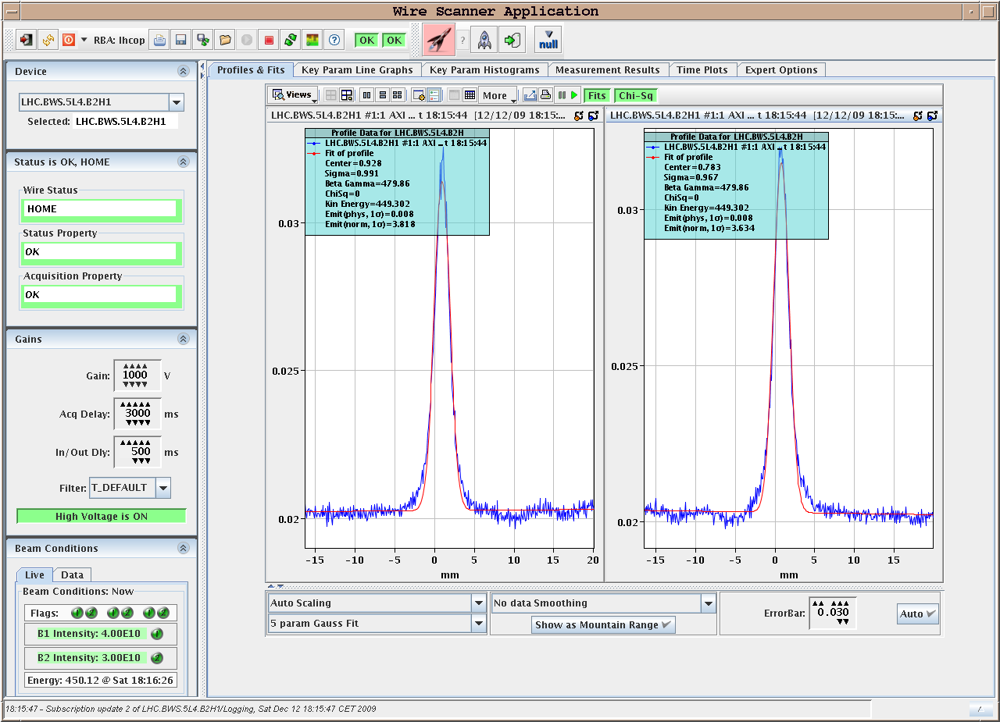 Wire Scanner Application
RBA: lhcop
OK OK
?
null
Device
LHC.BWS.5L4.B2H1
Selected: LHC.BWS.5L4.B2H1
Status is OK, HOME
Wire Status
HOME
Status Property
OK
Acquisition Property
OK
Gains
Gain: 1000 V
Acq Delay: 3000 ms
In/Out Dly: 500 ms
Filter: T_DEFAULT
High Voltage is ON
Beam Conditions
Live Data
Beam Conditions: Now
Flags: 1 2 1 2 1 2
B1 Intensity: 4.00E10 1
B2 Intensity: 3.00E10 2
Energy: 450.12 @ Sat 18:16:26
Profiles & Fits Key Param Line Graphs Key Param Histograms Measurement Results Time Plots Expert Options
Views More Fits Chi-Sq
LHC.BWS.5L4.B2H1 #1:1 AXI ... t 18:15:44 [12/12/09 18:15:...
Profile Data for LHC.BWS.5L4.B2H
LHC.BWS.5L4.B2H1 #1:1 AXI ... t 18:15:44
Fit of profile
Center=0.928
Sigma=0.991
Beta Gamma=479.86
ChiSq=0
Kin Energy=449.302
Emit(phys, 1σ)=0.008
Emit(norm, 1σ)=3.818
0.03
0.025
0.02
-15 -10 -5 0 5 10 15 20
mm
LHC.BWS.5L4.B2H1 #1:1 AXI ... t 18:15:44 [12/12/09 18:15:...
Profile Data for LHC.BWS.5L4.B2H
LHC.BWS.5L4.B2H1 #1:1 AXI ... t 18:15:44
Fit of profile
Center=0.783
Sigma=0.967
Beta Gamma=479.86
ChiSq=0
Kin Energy=449.302
Emit(phys, 1σ)=0.008
Emit(norm, 1σ)=3.634
0.03
0.025
0.02
-15 -10 -5 0 5 10 15
mm
Auto Scaling
5 param Gauss Fit
No data Smoothing
Show as Mountain Range
ErrorBar: 0.030
Auto
18:15:47 - Subscription update 2 of LHC.BWS.5L4.B2H1/Logging, Sat Dec 12 18:15:47 CET 2009